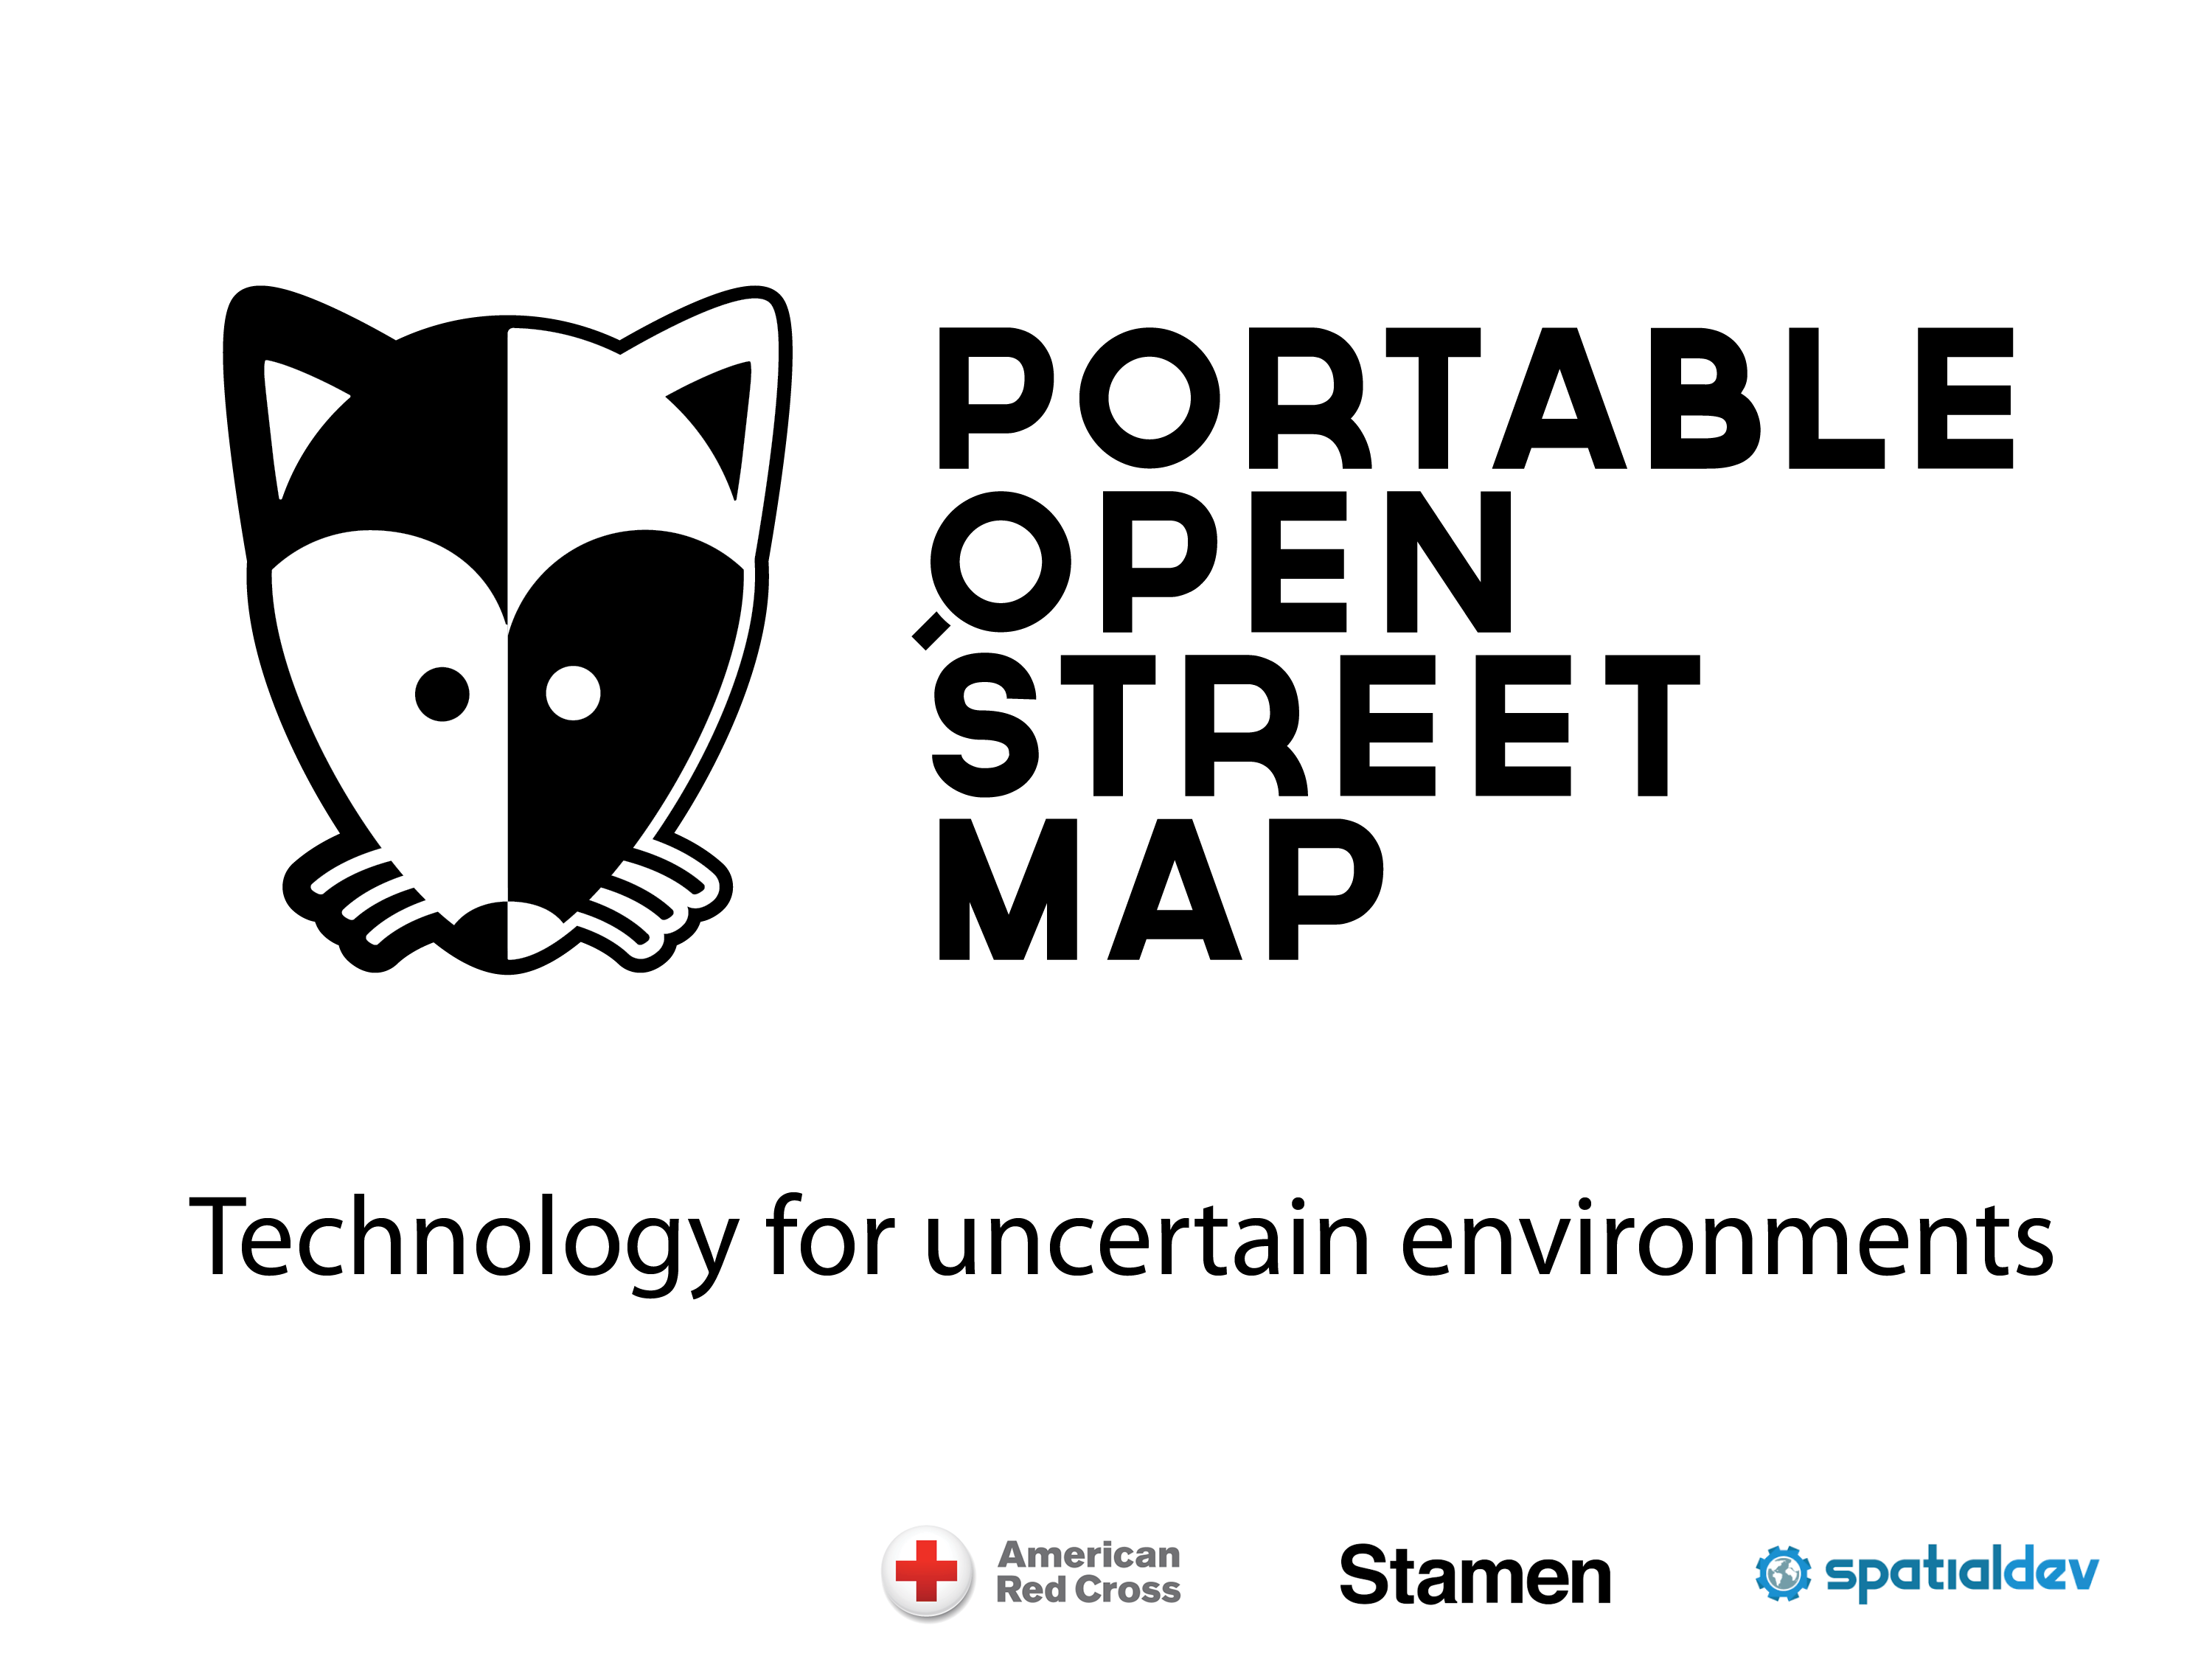 PORTABLE
OPEN
STREET
MAP
Technology for uncertain environments
American
Red Cross
Stamen
spatialdev